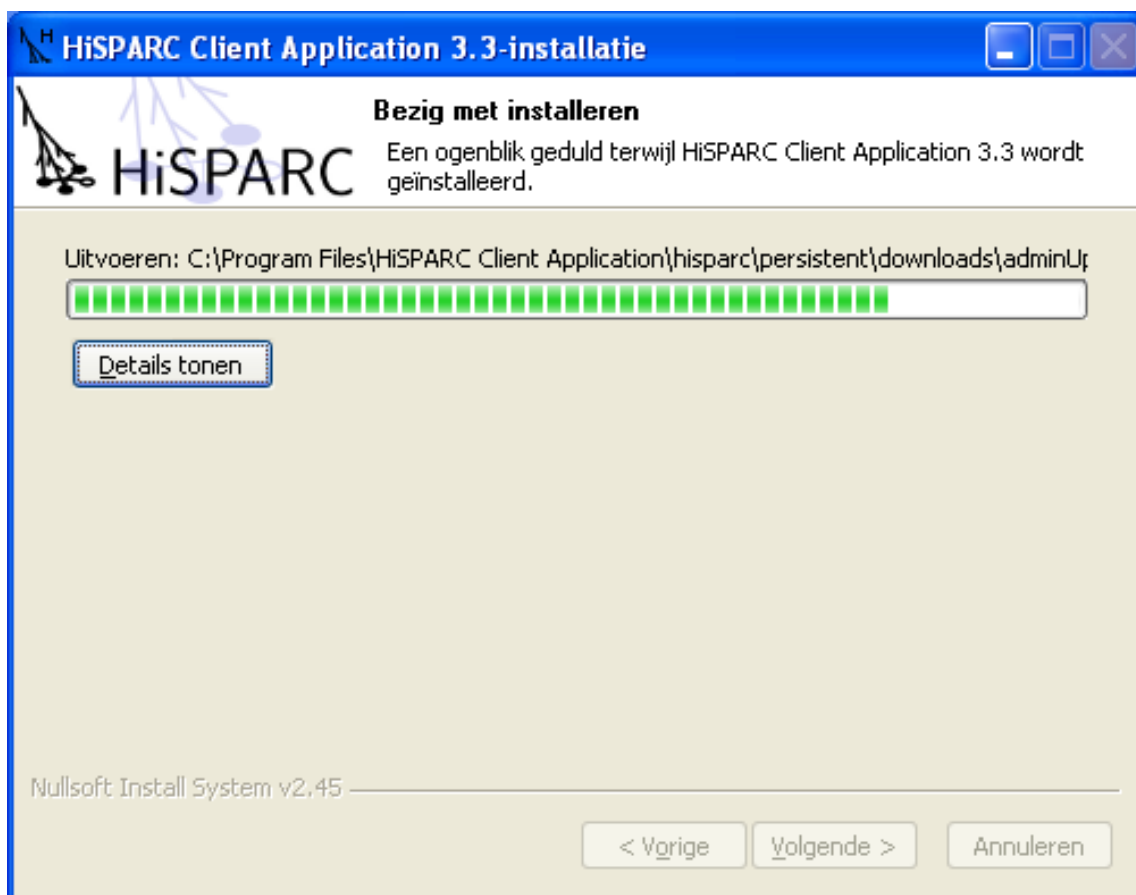 HiSPARC Client Application 3.3-installatie
HiSPARC
Bezig met installeren
Een ogenblik geduld terwijl HiSPARC Client Application 3.3 wordt
geïnstalleerd.
Uitvoeren: C:\Program Files\HiSPARC Client Application\hisparc\persistent\downloads\adminUp
Details tonen
Nullsoft Install System v2.45
< Vorige
Volgende >
Annuleren